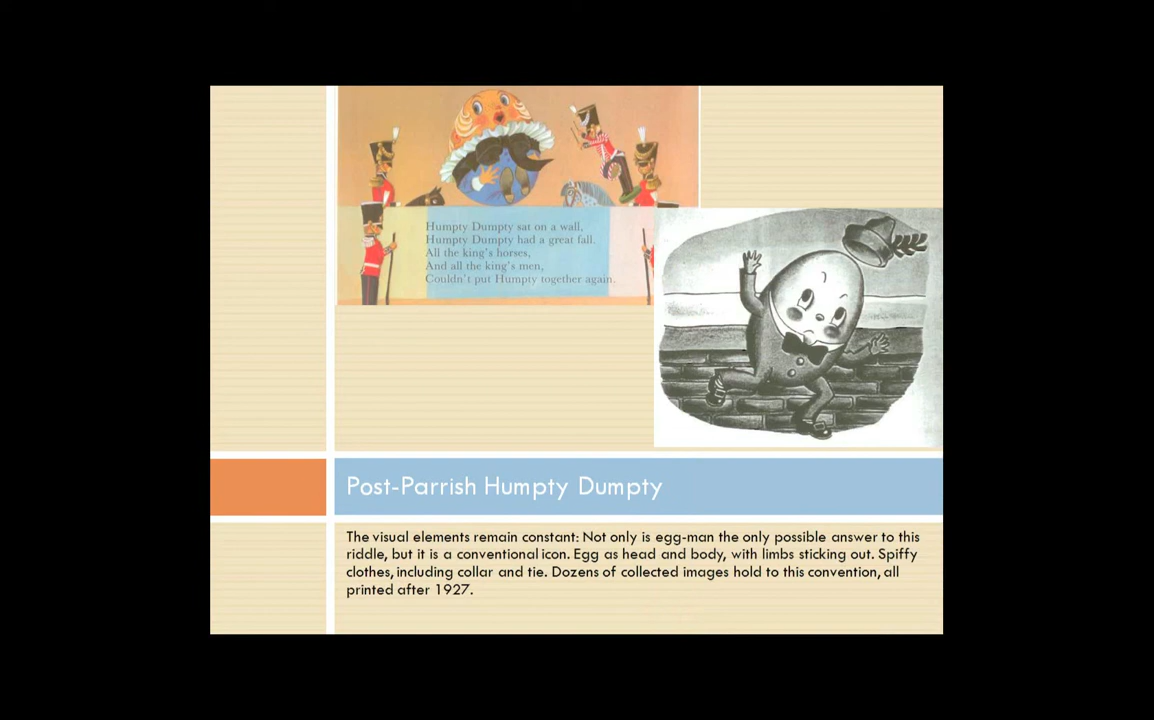 Humpty Dumpty sat on a wall,
Humpty Dumpty had a great fall.
All the king's horses,
And all the king's men,
Couldn't put Humpty together again.
Post-Parrish Humpty Dumpty
The visual elements remain constant: Not only is egg-man the only possible answer to this
riddle, but it is a conventional icon. Egg as head and body, with limbs sticking out. Spiffy
clothes, including collar and tie. Dozens of collected images hold to this convention, all
printed after 1927.